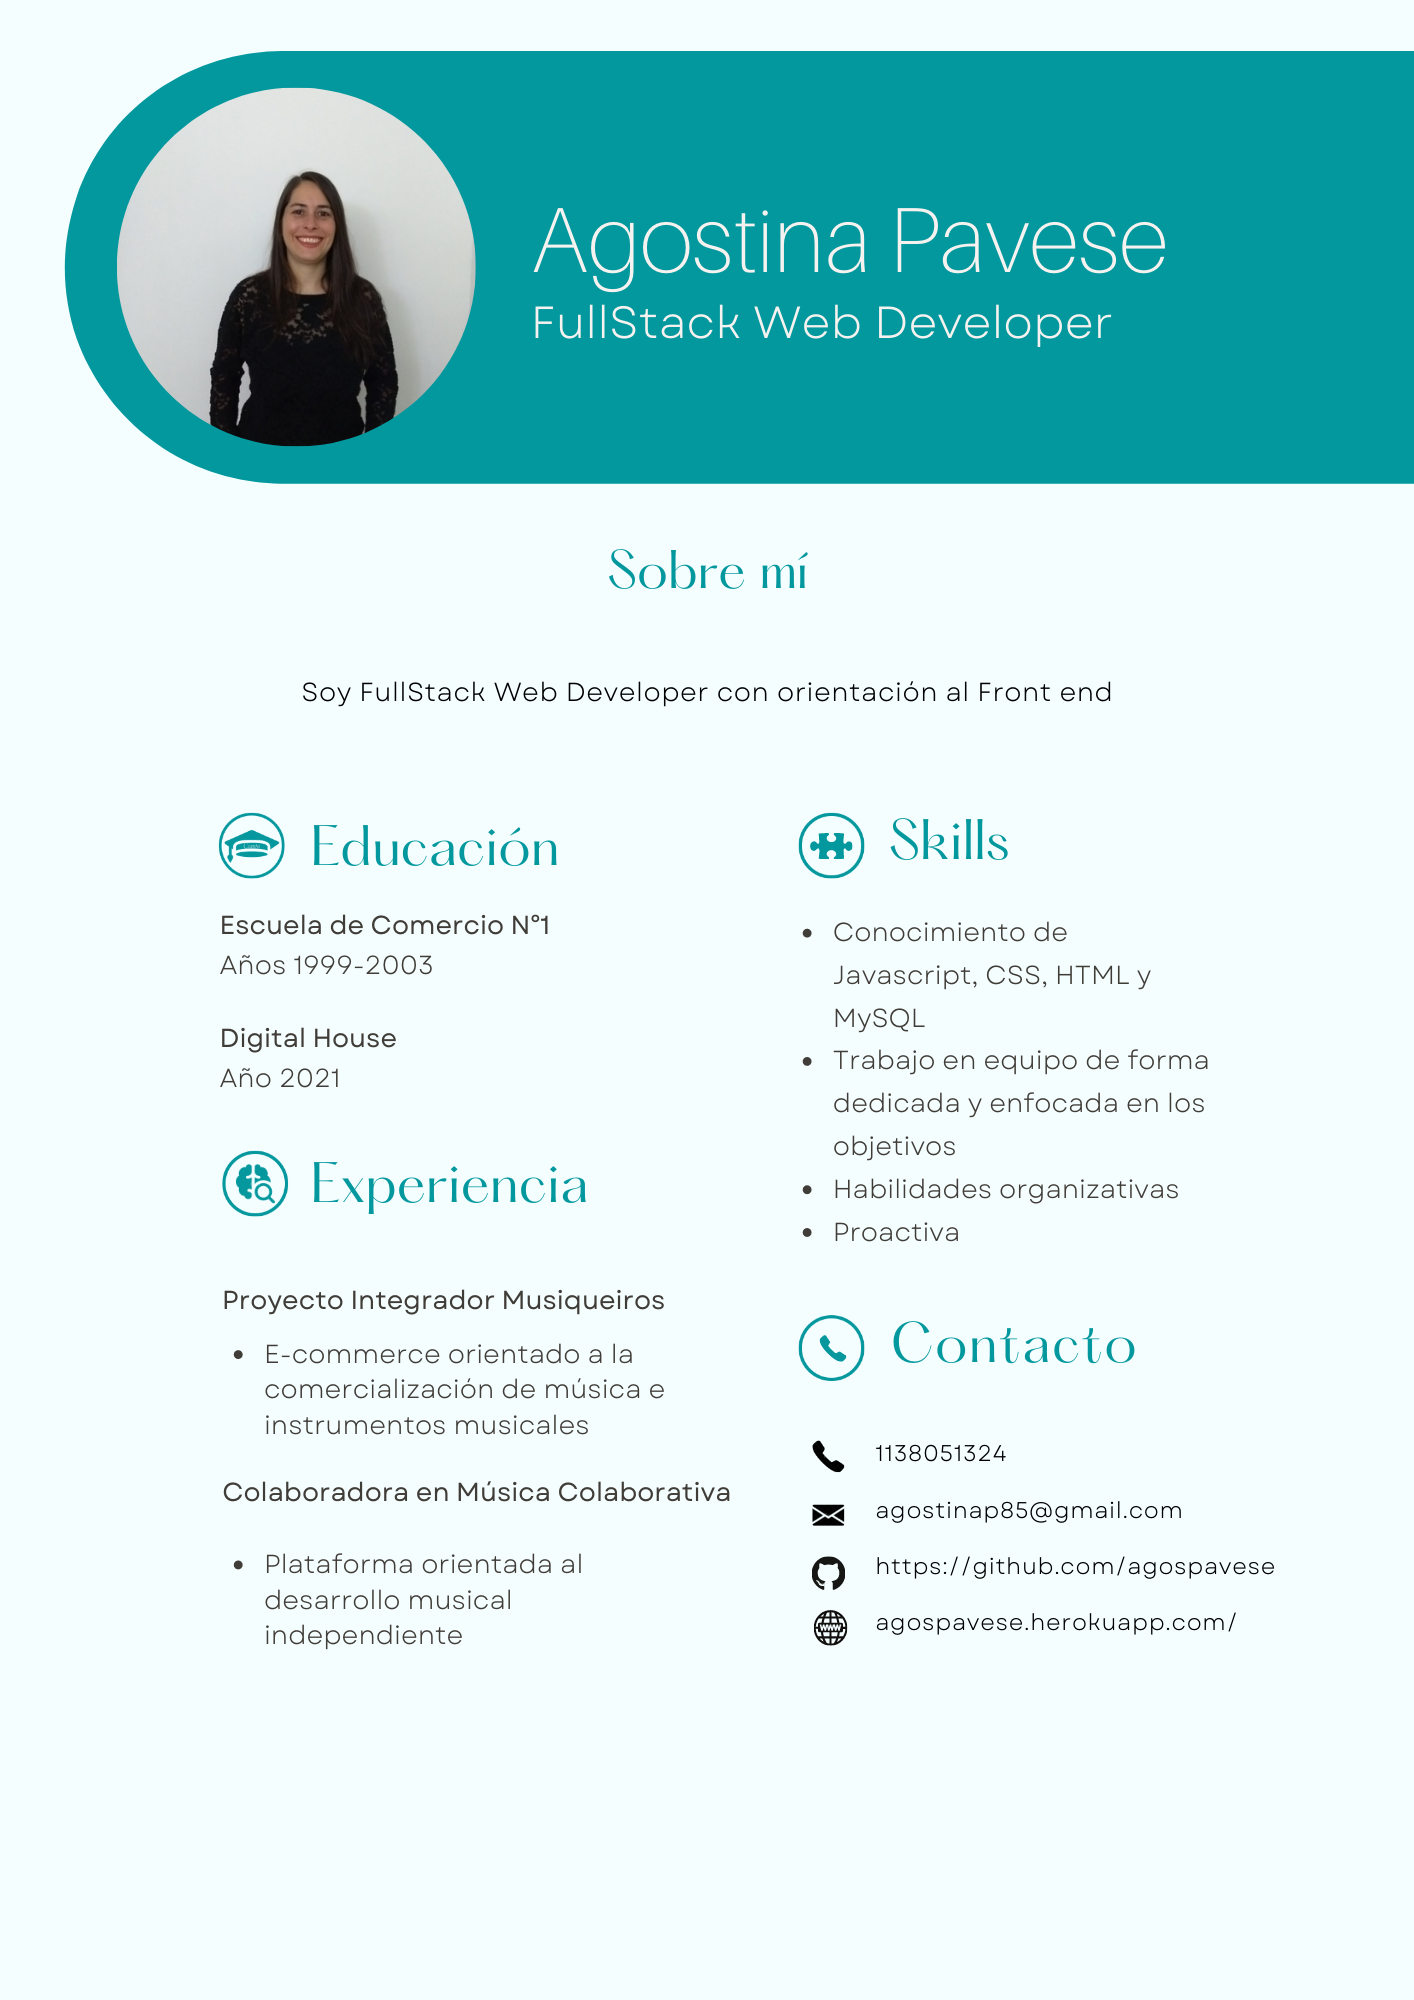 Agostina Pavese
FullStack Web Developer
Sobre mí
Soy FullStack Web Developer con orientación al Front end
Educación
Escuela de Comercio N°1
Años 1999-2003
Digital House
Año 2021
Experiencia
Proyecto Integrador Musiqueiros
• E-commerce orientado a la
comercialización de música e
instrumentos musicales
Colaboradora en Música Colaborativa
• Plataforma orientada al
desarrollo musical
independiente
Skills
• Conocimiento de
Javascript, CSS, HTML y
MySQL
• Trabajo en equipo de forma
dedicada y enfocada en los
objetivos
• Habilidades organizativas
• Proactiva
Contacto
1138051324
agostinap85@gmail.com
https://github.com/agospavese
agospavese.herokuapp.com/